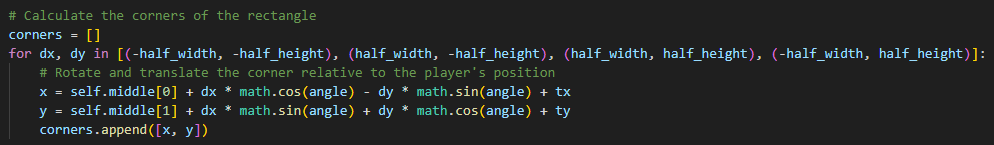 # Calculate the corners of the rectangle
corners = []
for dx, dy in [(-half_width, -half_height), (half_width, -half_height), (half_width, half_height), (-half_width, half_height)]:
    # Rotate and translate the corner relative to the player's position
    x = self.middle[0] + dx * math.cos(angle) - dy * math.sin(angle) + tx
    y = self.middle[1] + dx * math.sin(angle) + dy * math.cos(angle) + ty
    corners.append([x, y])